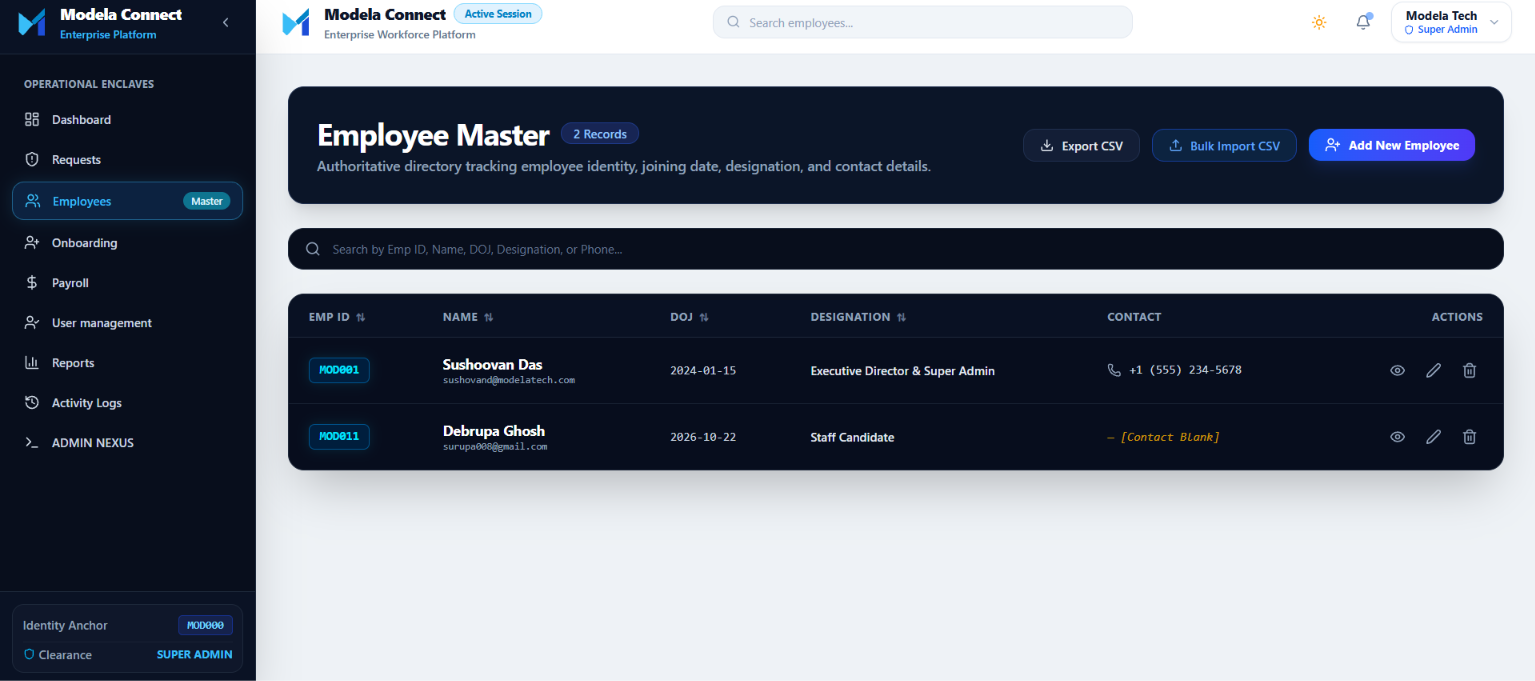 Modela Connect
Enterprise Platform
OPERATIONAL ENCLAVES
Dashboard
Requests
Employees Master
Onboarding
Payroll
User management
Reports
Activity Logs
ADMIN NEXUS
Identity Anchor MOD000
Clearance SUPER ADMIN
Modela Connect Active Session
Enterprise Workforce Platform
Search employees...
Modela Tech
Super Admin
Employee Master 2 Records
Authoritative directory tracking employee identity, joining date, designation, and contact details.
Export CSV Bulk Import CSV Add New Employee
Search by Emp ID, Name, DOJ, Designation, or Phone...
EMP ID NAME DOJ DESIGNATION CONTACT ACTIONS
MOD001 Sushoovan Das 2024-01-15 Executive Director & Super Admin +1 (555) 234-5678
sushovand@modelatech.com
MOD011 Debrupa Ghosh 2026-10-22 Staff Candidate — [Contact Blank]
surupa008@gmail.com